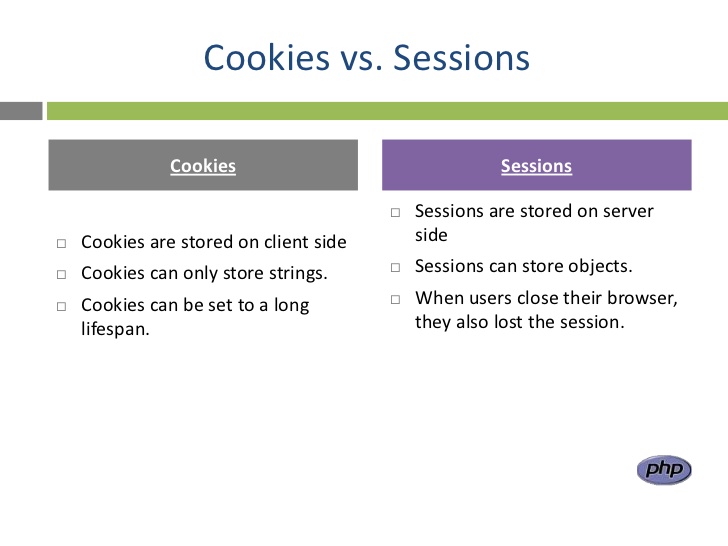 Cookies vs. Sessions
Cookies
Cookies are stored on client side
Cookies can only store strings.
Cookies can be set to a long
lifespan.
Sessions
Sessions are stored on server
side
Sessions can store objects.
When users close their browser,
they also lost the session.
php